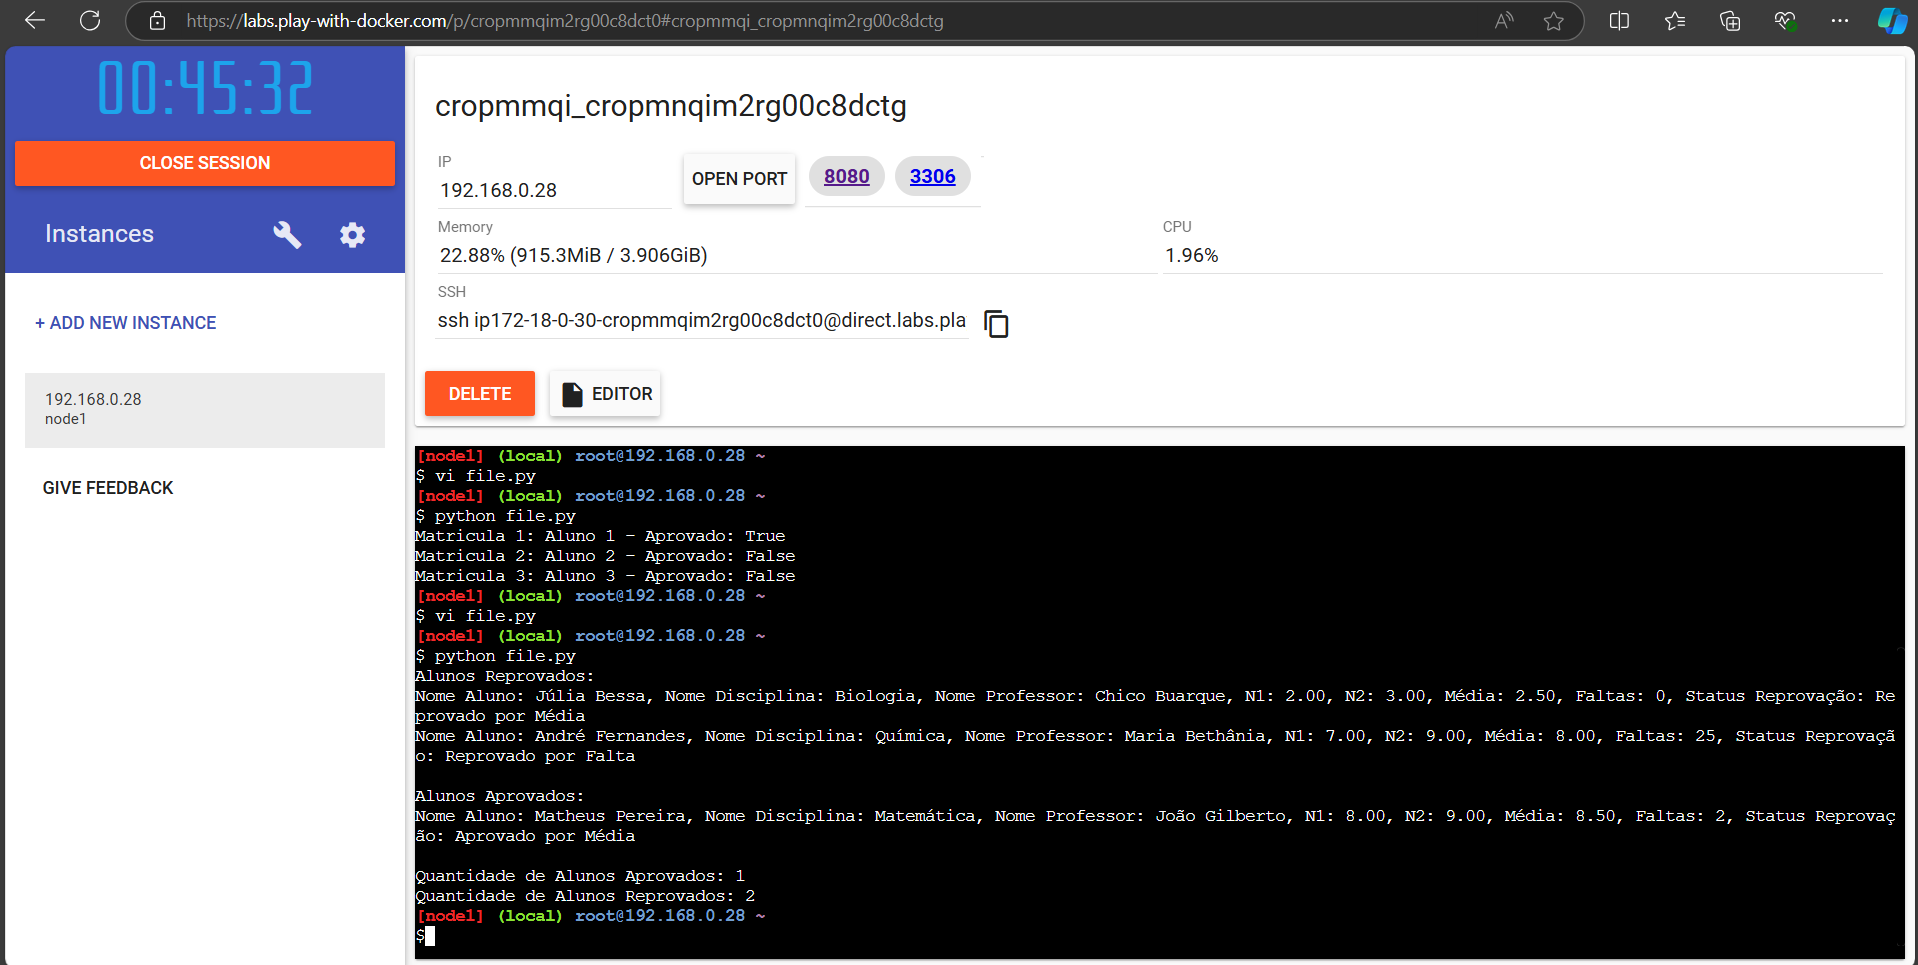 https://labs.play-with-docker.com/p/cropmmqim2rg00c8dct0#cropmmqi_cropmnqim2rg00c8dctg
00:45:32
CLOSE SESSION
Instances
+ ADD NEW INSTANCE
192.168.0.28
node1
GIVE FEEDBACK
cropmmqi_cropmnqim2rg00c8dctg
IP
192.168.0.28
OPEN PORT
8080
3306
Memory
22.88% (915.3MiB / 3.906GiB)
CPU
1.96%
SSH
ssh ip172-18-0-30-cropmmqim2rg00c8dct0@direct.labs.pla
DELETE
EDITOR
[node1] (local) root@192.168.0.28 ~
$ vi file.py
[node1] (local) root@192.168.0.28 ~
$ python file.py
Matricula 1: Aluno 1 - Aprovado: True
Matricula 2: Aluno 2 - Aprovado: False
Matricula 3: Aluno 3 - Aprovado: False
[node1] (local) root@192.168.0.28 ~
$ vi file.py
[node1] (local) root@192.168.0.28 ~
$ python file.py
Alunos Reprovados:
Nome Aluno: Júlia Bessa, Nome Disciplina: Biologia, Nome Professor: Chico Buarque, N1: 2.00, N2: 3.00, Média: 2.50, Faltas: 0, Status Reprovação: Re
provado por Média
Nome Aluno: André Fernandes, Nome Disciplina: Química, Nome Professor: Maria Bethânia, N1: 7.00, N2: 9.00, Média: 8.00, Faltas: 25, Status Reprovaçã
o: Reprovado por Falta
Alunos Aprovados:
Nome Aluno: Matheus Pereira, Nome Disciplina: Matemática, Nome Professor: João Gilberto, N1: 8.00, N2: 9.00, Média: 8.50, Faltas: 2, Status Reprovaç
ão: Aprovado por Média
Quantidade de Alunos Aprovados: 1
Quantidade de Alunos Reprovados: 2
[node1] (local) root@192.168.0.28 ~
$